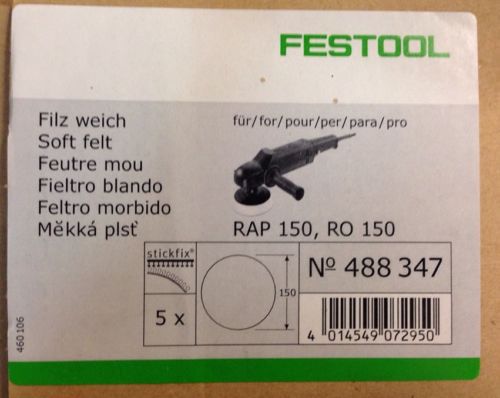 FESTOOL
Filz weich
Soft felt
Feutre mou
Fieltro blando
Feltro morbido
Měkká plsť
für/for/pour/per/para/pro
RAP 150, RO 150
stickfix®
5 x
150
Nº 488 347
4 014549 072950
460 106